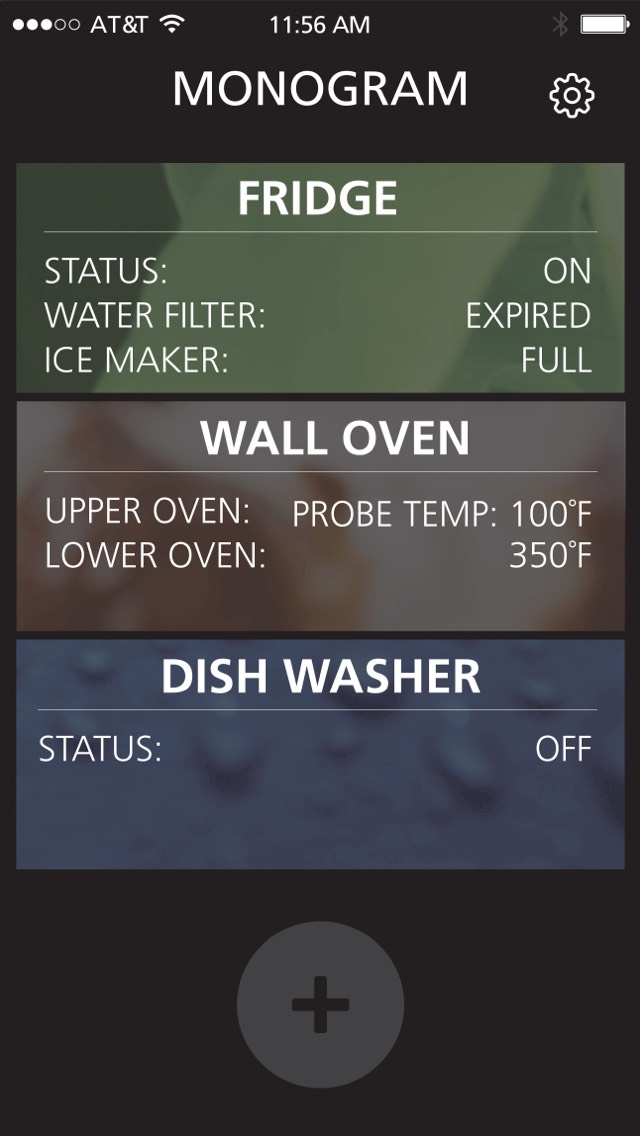 AT&T 11:56 AM
MONOGRAM
FRIDGE
STATUS: ON
WATER FILTER: EXPIRED
ICE MAKER: FULL
WALL OVEN
UPPER OVEN: PROBE TEMP: 100°F
LOWER OVEN: 350°F
DISH WASHER
STATUS: OFF